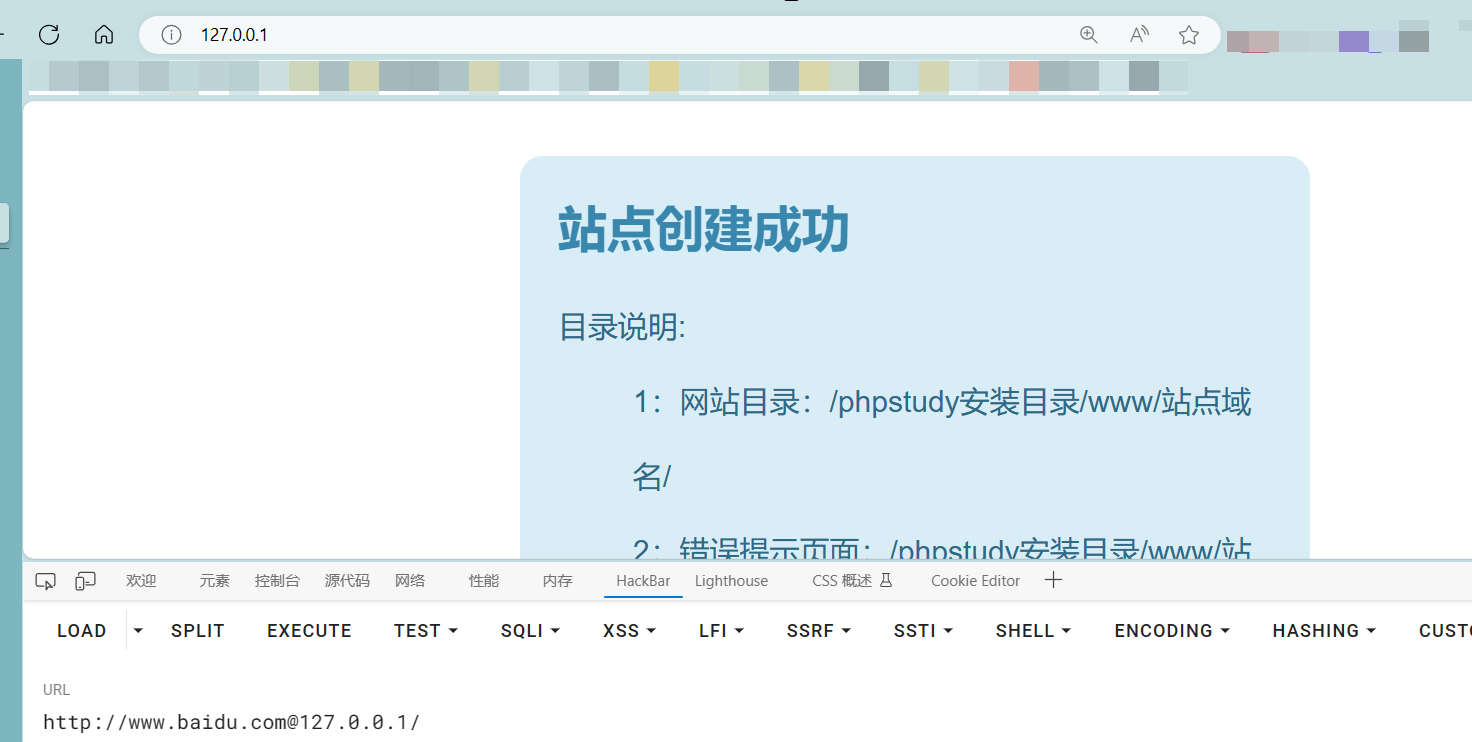 127.0.0.1
站点创建成功
目录说明:
1：网站目录：/phpstudy安装目录/www/站点域
名/
2：错误提示页面：/phpstudy安装目录/www/站
欢迎 元素 控制台 源代码 网络 性能 内存 HackBar Lighthouse CSS 概述 Cookie Editor
LOAD SPLIT EXECUTE TEST SQLI XSS LFI SSRF SSTI SHELL ENCODING HASHING CUSTO
URL
http://www.baidu.com@127.0.0.1/